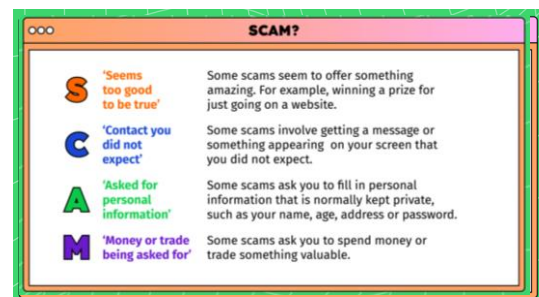 SCAM?
S
'Seems
too good
to be true'
Some scams seem to offer something
amazing. For example, winning a prize for
just going on a website.
C
'Contact you
did not
expect'
Some scams involve getting a message or
something appearing on your screen that
you did not expect.
A
'Asked for
personal
information'
Some scams ask you to fill in personal
information that is normally kept private,
such as your name, age, address or password.
M
'Money or trade
being asked for'
Some scams ask you to spend money or
trade something valuable.